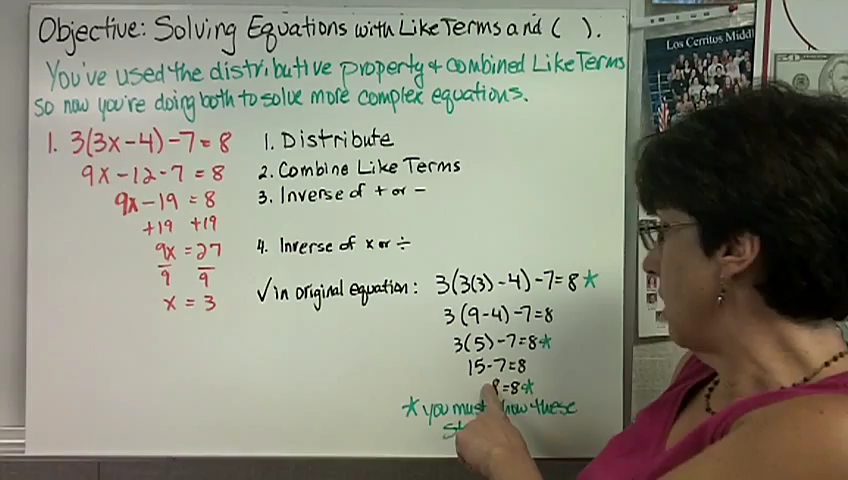 Objective: Solving Equations with Like Terms and ( ).
You've used the distributive property & combined Like Terms
so now you're doing both to solve more complex equations.
1. 3(3x-4)-7=8
9x-12-7=8
9x-19=8
+19 +19
9x=27
9 9
x=3
1. Distribute
2. Combine Like Terms
3. Inverse of + or -
4. Inverse of x or ÷
✓ in original equation: 3(3(3)-4)-7=8*
3(9-4)-7=8
3(5)-7=8*
15-7=8
8=8*
* you must show these
Los Cerritos Middl